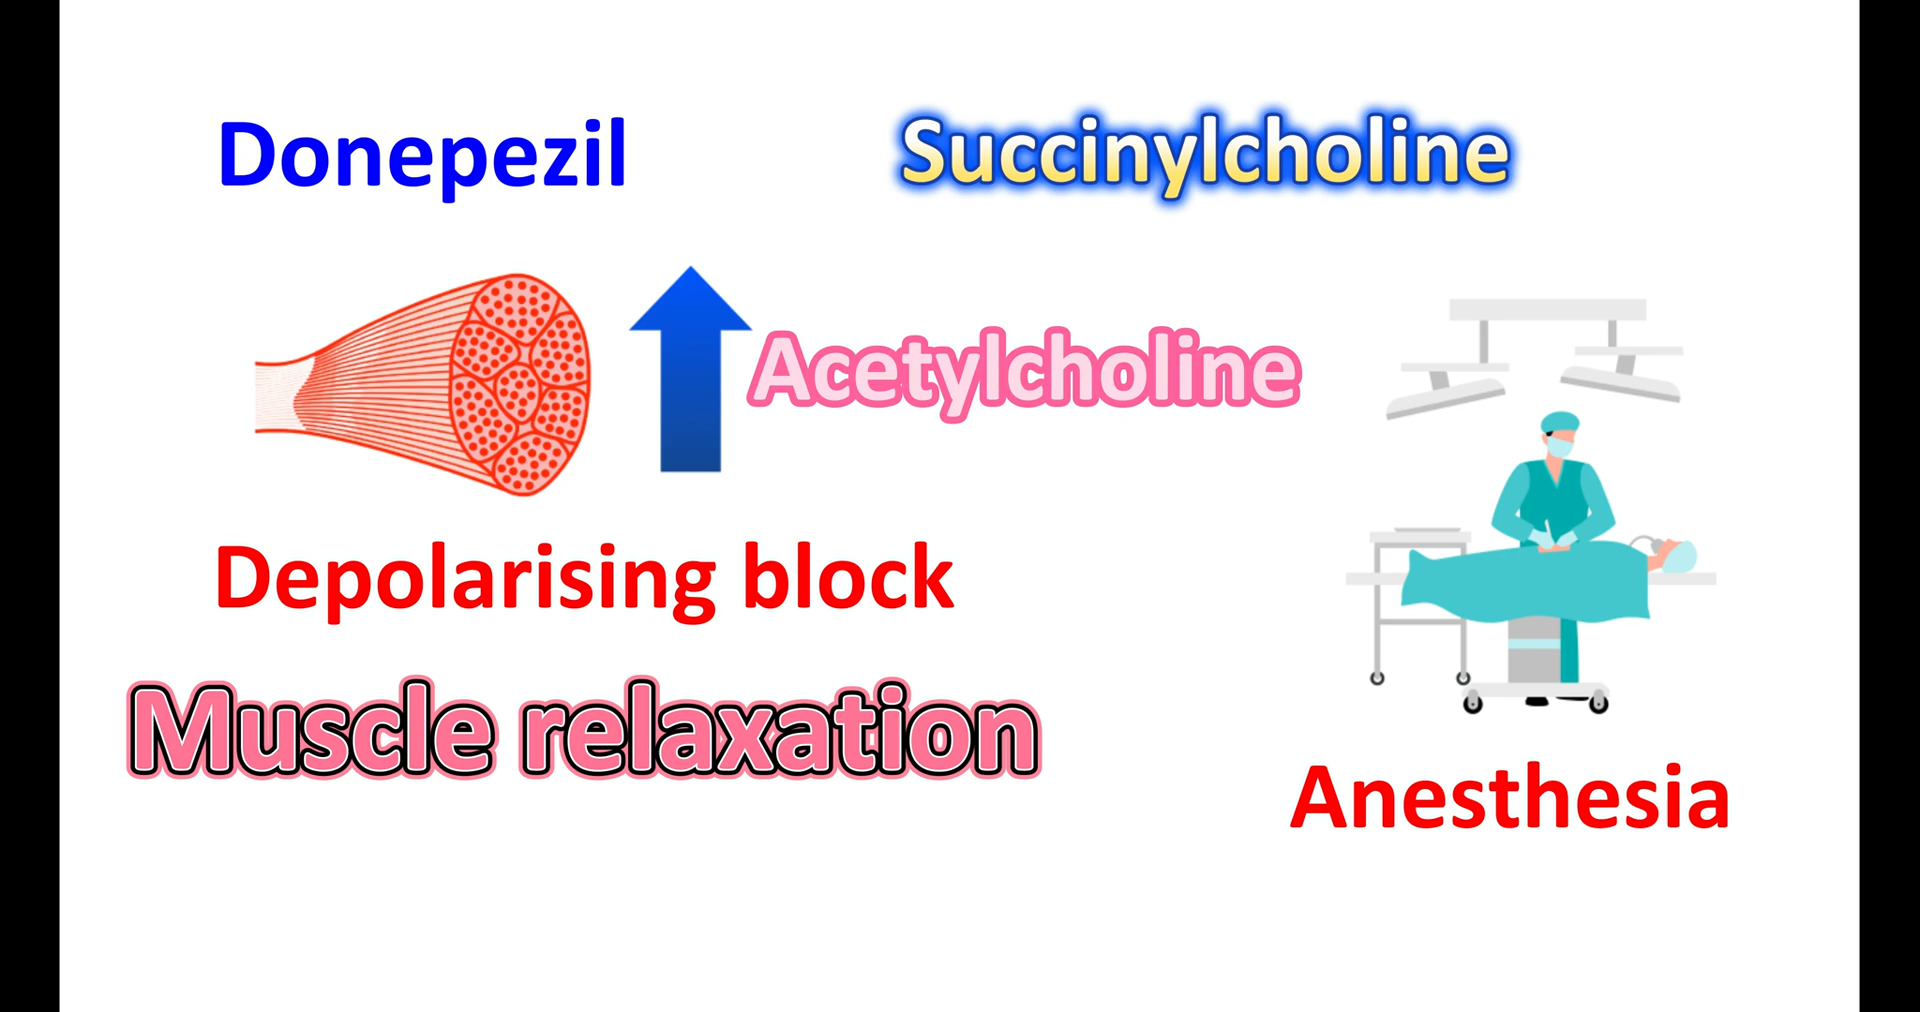 Donepezil
Succinylcholine
Acetylcholine
Depolarising block
Muscle relaxation
Anesthesia